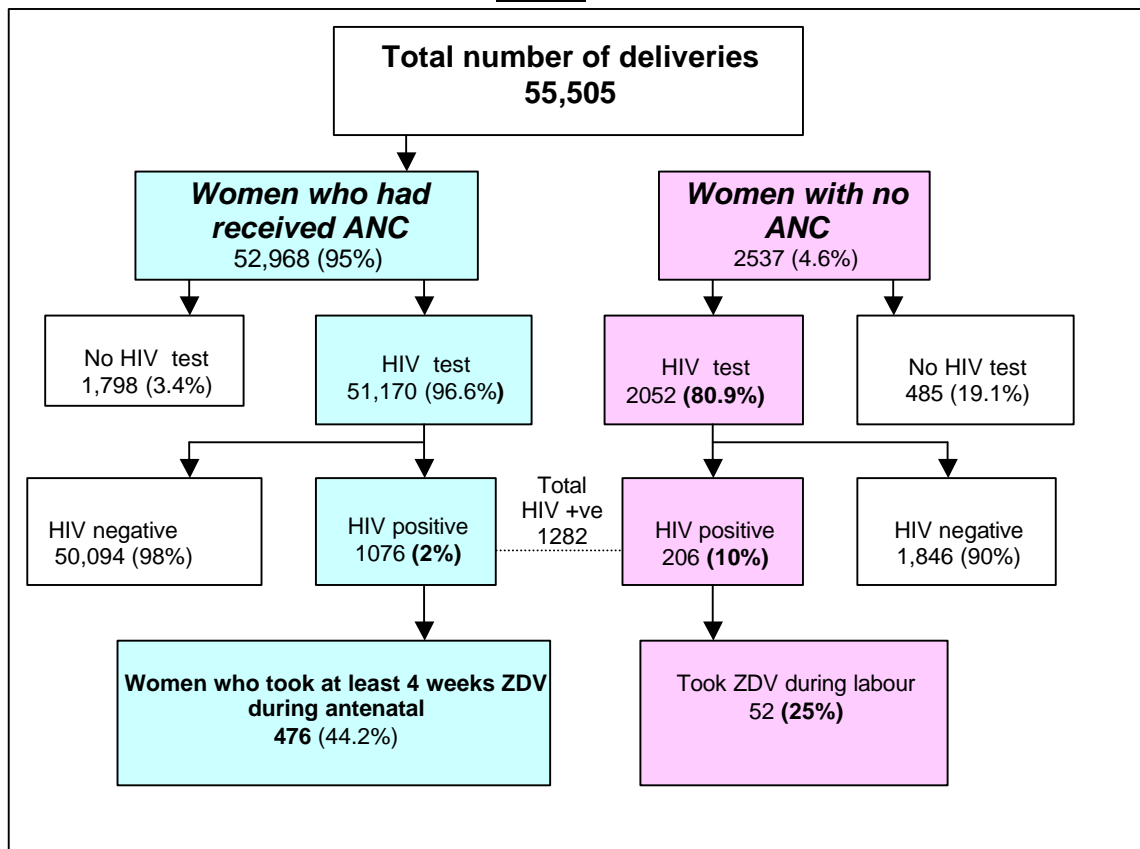 Total number of deliveries
55,505
Women who had
received ANC
52,968 (95%)
Women with no
ANC
2537 (4.6%)
No HIV test
1,798 (3.4%)
HIV test
51,170 (96.6%)
HIV test
2052 (80.9%)
No HIV test
485 (19.1%)
HIV negative
50,094 (98%)
HIV positive
1076 (2%)
Total
HIV +ve
1282
HIV positive
206 (10%)
HIV negative
1,846 (90%)
Women who took at least 4 weeks ZDV
during antenatal
476 (44.2%)
Took ZDV during labour
52 (25%)